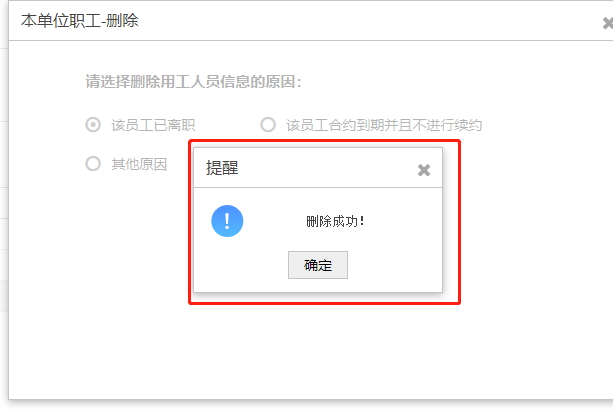 本单位职工-删除
请选择删除用工人员信息的原因:
该员工已离职 该员工合约到期并且不进行续约
其他原因
提醒
删除成功!
确定